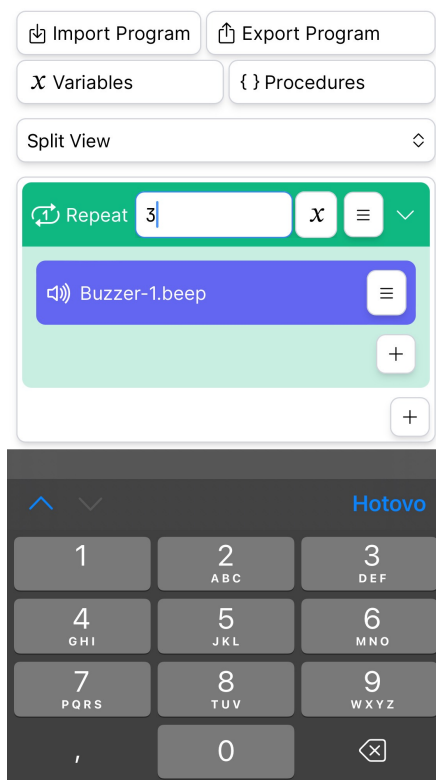 Import Program Export Program
x Variables { } Procedures
Split View
1 Repeat 3 x
Buzzer-1.beep
+
+
Hotovo
1 2 3
ABC DEF
4 5 6
GHI JKL MNO
7 8 9
PQRS TUV WXYZ
, 0